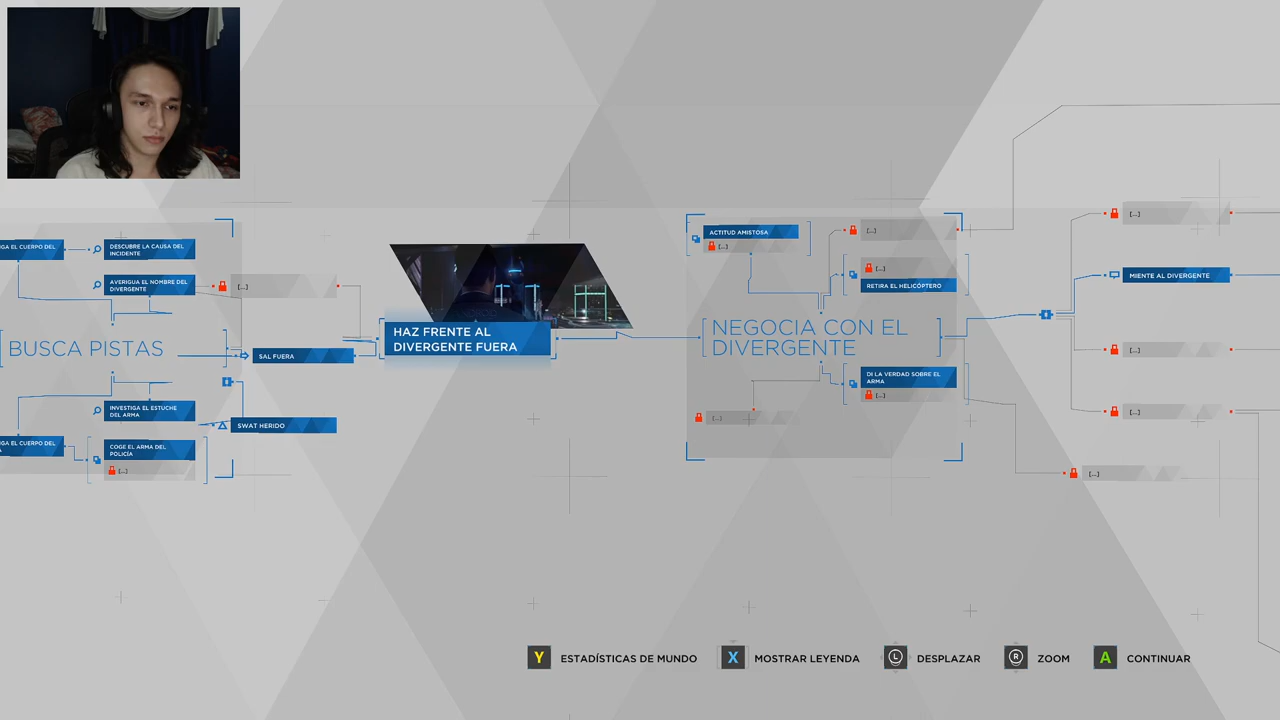 IGA EL CUERPO DEL
DESCUBRE LA CAUSA DEL
INCIDENTE
AVERIGUA EL NOMBRE DEL
DIVERGENTE
[...]
BUSCA PISTAS
SAL FUERA
INVESTIGA EL ESTUCHE
DEL ARMA
SWAT HERIDO
IGA EL CUERPO DEL
A
COGE EL ARMA DEL
POLICÍA
[...]
HAZ FRENTE AL
DIVERGENTE FUERA
ACTITUD AMISTOSA
[...]
[...]
[...]
RETIRA EL HELICÓPTERO
NEGOCIA CON EL
DIVERGENTE
DI LA VERDAD SOBRE EL
ARMA
[...]
[...]
[...]
MIENTE AL DIVERGENTE
[...]
[...]
[...]
Y ESTADÍSTICAS DE MUNDO X MOSTRAR LEYENDA L DESPLAZAR R ZOOM A CONTINUAR